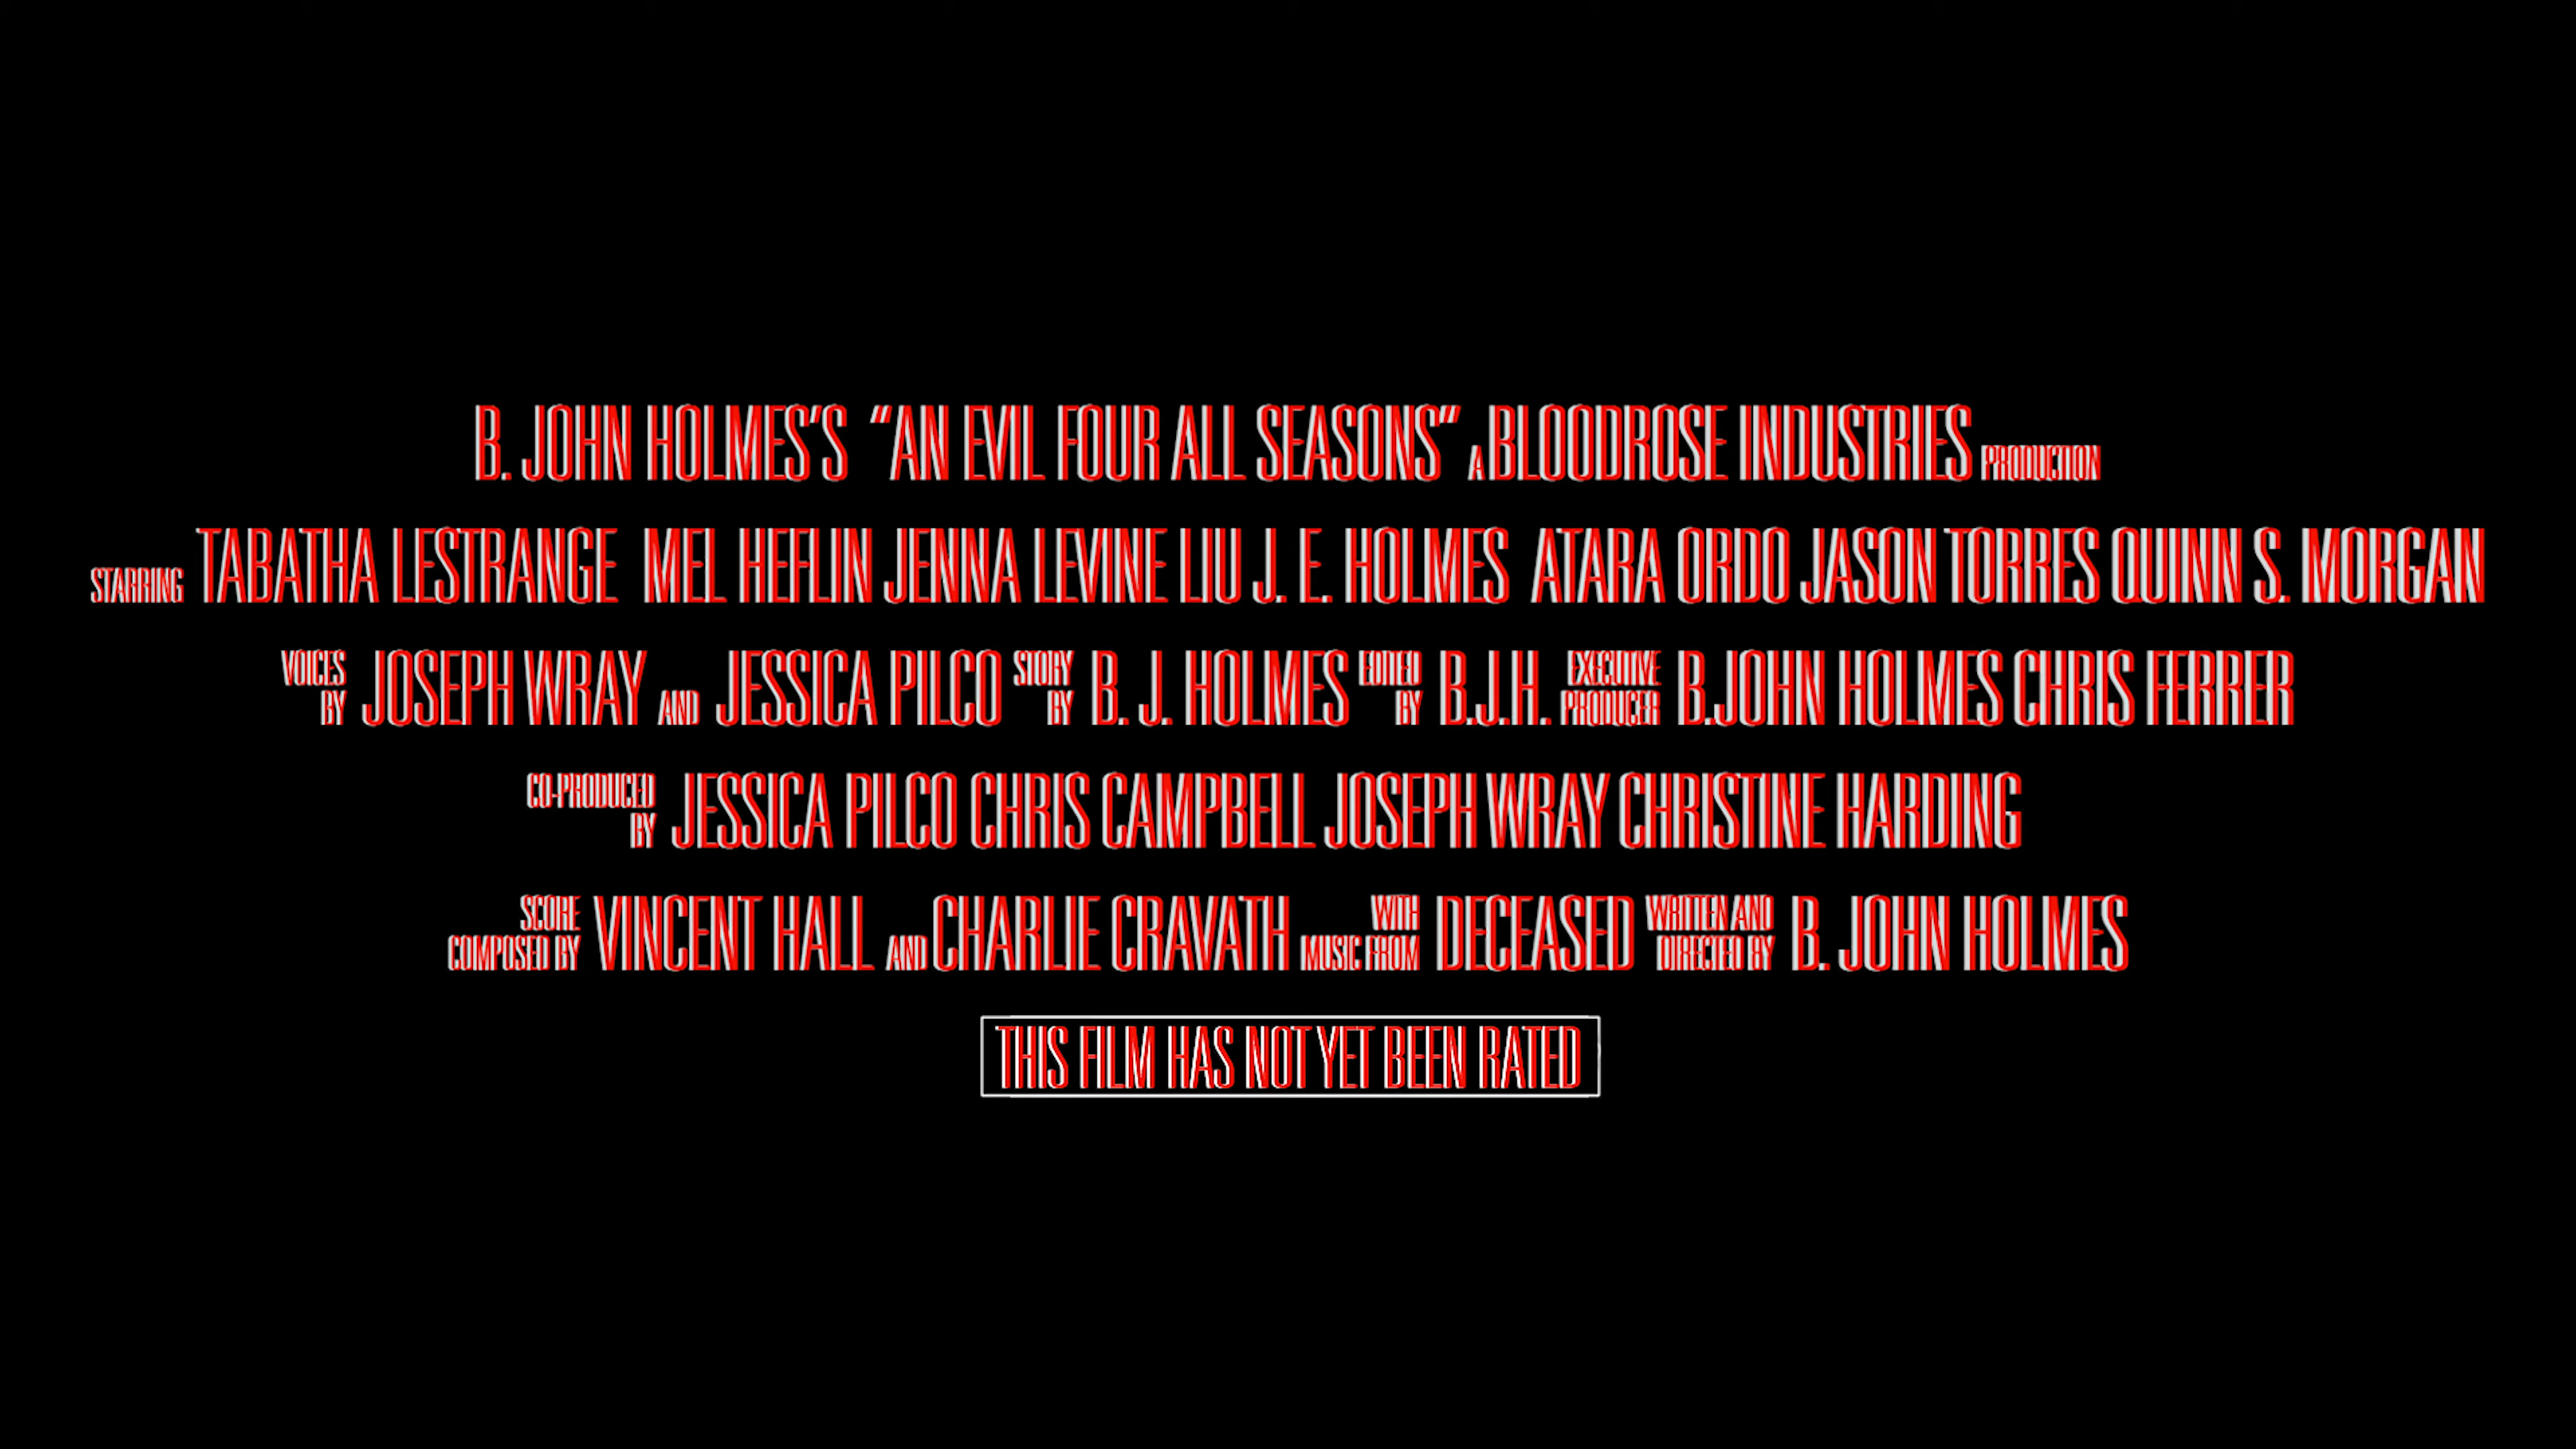 B. JOHN HOLMES'S "AN EVIL FOUR ALL SEASONS" A BLOODROSE INDUSTRIES PRODUCTION
STARRING TABATHA LESTRANGE MEL HEFLIN JENNA LEVINE LIU J. E. HOLMES ATARA ORDO JASON TORRES QUINN S. MORGAN
VOICES BY JOSEPH WRAY AND JESSICA PILCO STORY BY B. J. HOLMES EDITED BY B.J.H. EXECUTIVE PRODUCER B.JOHN HOLMES CHRIS FERRER
CO-PRODUCED BY JESSICA PILCO CHRIS CAMPBELL JOSEPH WRAY CHRISTINE HARDING
SCORE COMPOSED BY VINCENT HALL AND CHARLIE CRAVATH WITH MUSIC FROM DECEASED WRITTEN AND DIRECTED BY B. JOHN HOLMES
THIS FILM HAS NOT YET BEEN RATED